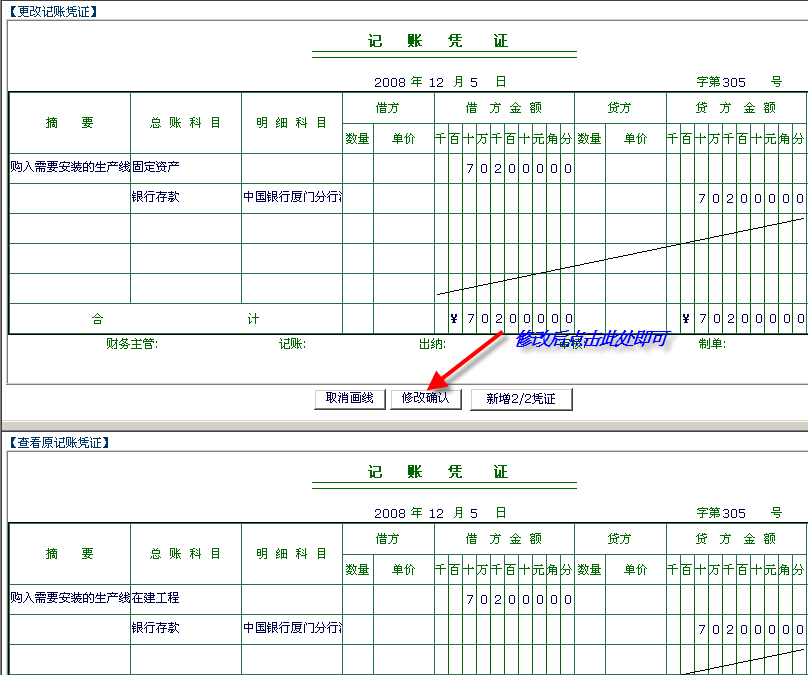 【更改记账凭证】
记 账 凭 证
2008 年 12 月 5 日 字第305 号
摘 要 总 账 科 目 明 细 科 目 借方 借 方 金 额 贷方 贷 方 金 额
数量 单价 千百十万千百十元角分 数量 单价 千百十万千百十元角分
购入需要安装的生产线 固定资产 7 0 2 0 0 0 0 0
银行存款 中国银行厦门分行 7 0 2 0 0 0 0 0
合 计 ¥ 7 0 2 0 0 0 0 0 ¥ 7 0 2 0 0 0 0 0
修改后点击此处即可
财务主管: 记账: 出纳: 审核: 制单:
取消画线 修改确认 新增2/2凭证
【查看原记账凭证】
记 账 凭 证
2008 年 12 月 5 日 字第305 号
摘 要 总 账 科 目 明 细 科 目 借方 借 方 金 额 贷方 贷 方 金 额
数量 单价 千百十万千百十元角分 数量 单价 千百十万千百十元角分
购入需要安装的生产线 在建工程 7 0 2 0 0 0 0 0
银行存款 中国银行厦门分行 7 0 2 0 0 0 0 0